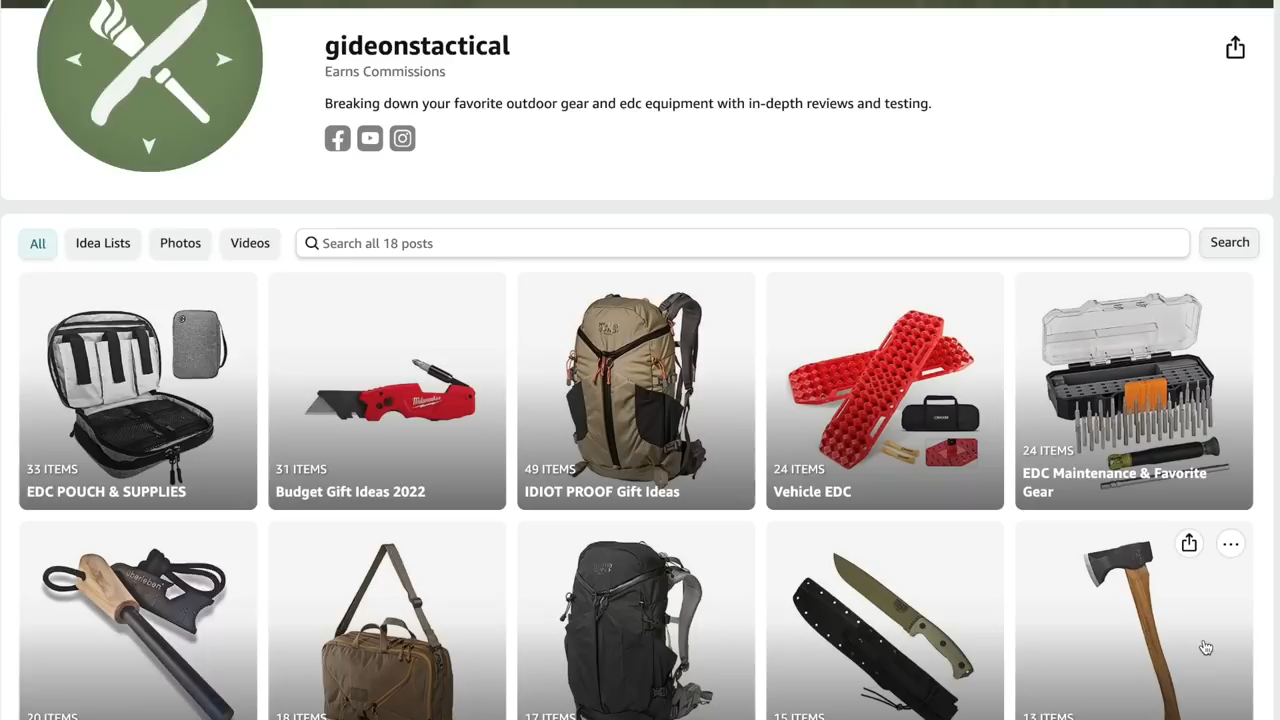 gideonstactical
Earns Commissions
Breaking down your favorite outdoor gear and edc equipment with in-depth reviews and testing.
All
Idea Lists
Photos
Videos
Search all 18 posts
Search
33 ITEMS
EDC POUCH & SUPPLIES
Milwaukee
31 ITEMS
Budget Gift Ideas 2022
49 ITEMS
IDIOT PROOF Gift Ideas
24 ITEMS
Vehicle EDC
24 ITEMS
EDC Maintenance & Favorite
Gear
überleben
20 ITEMS
18 ITEMS
17 ITEMS
15 ITEMS
13 ITEMS